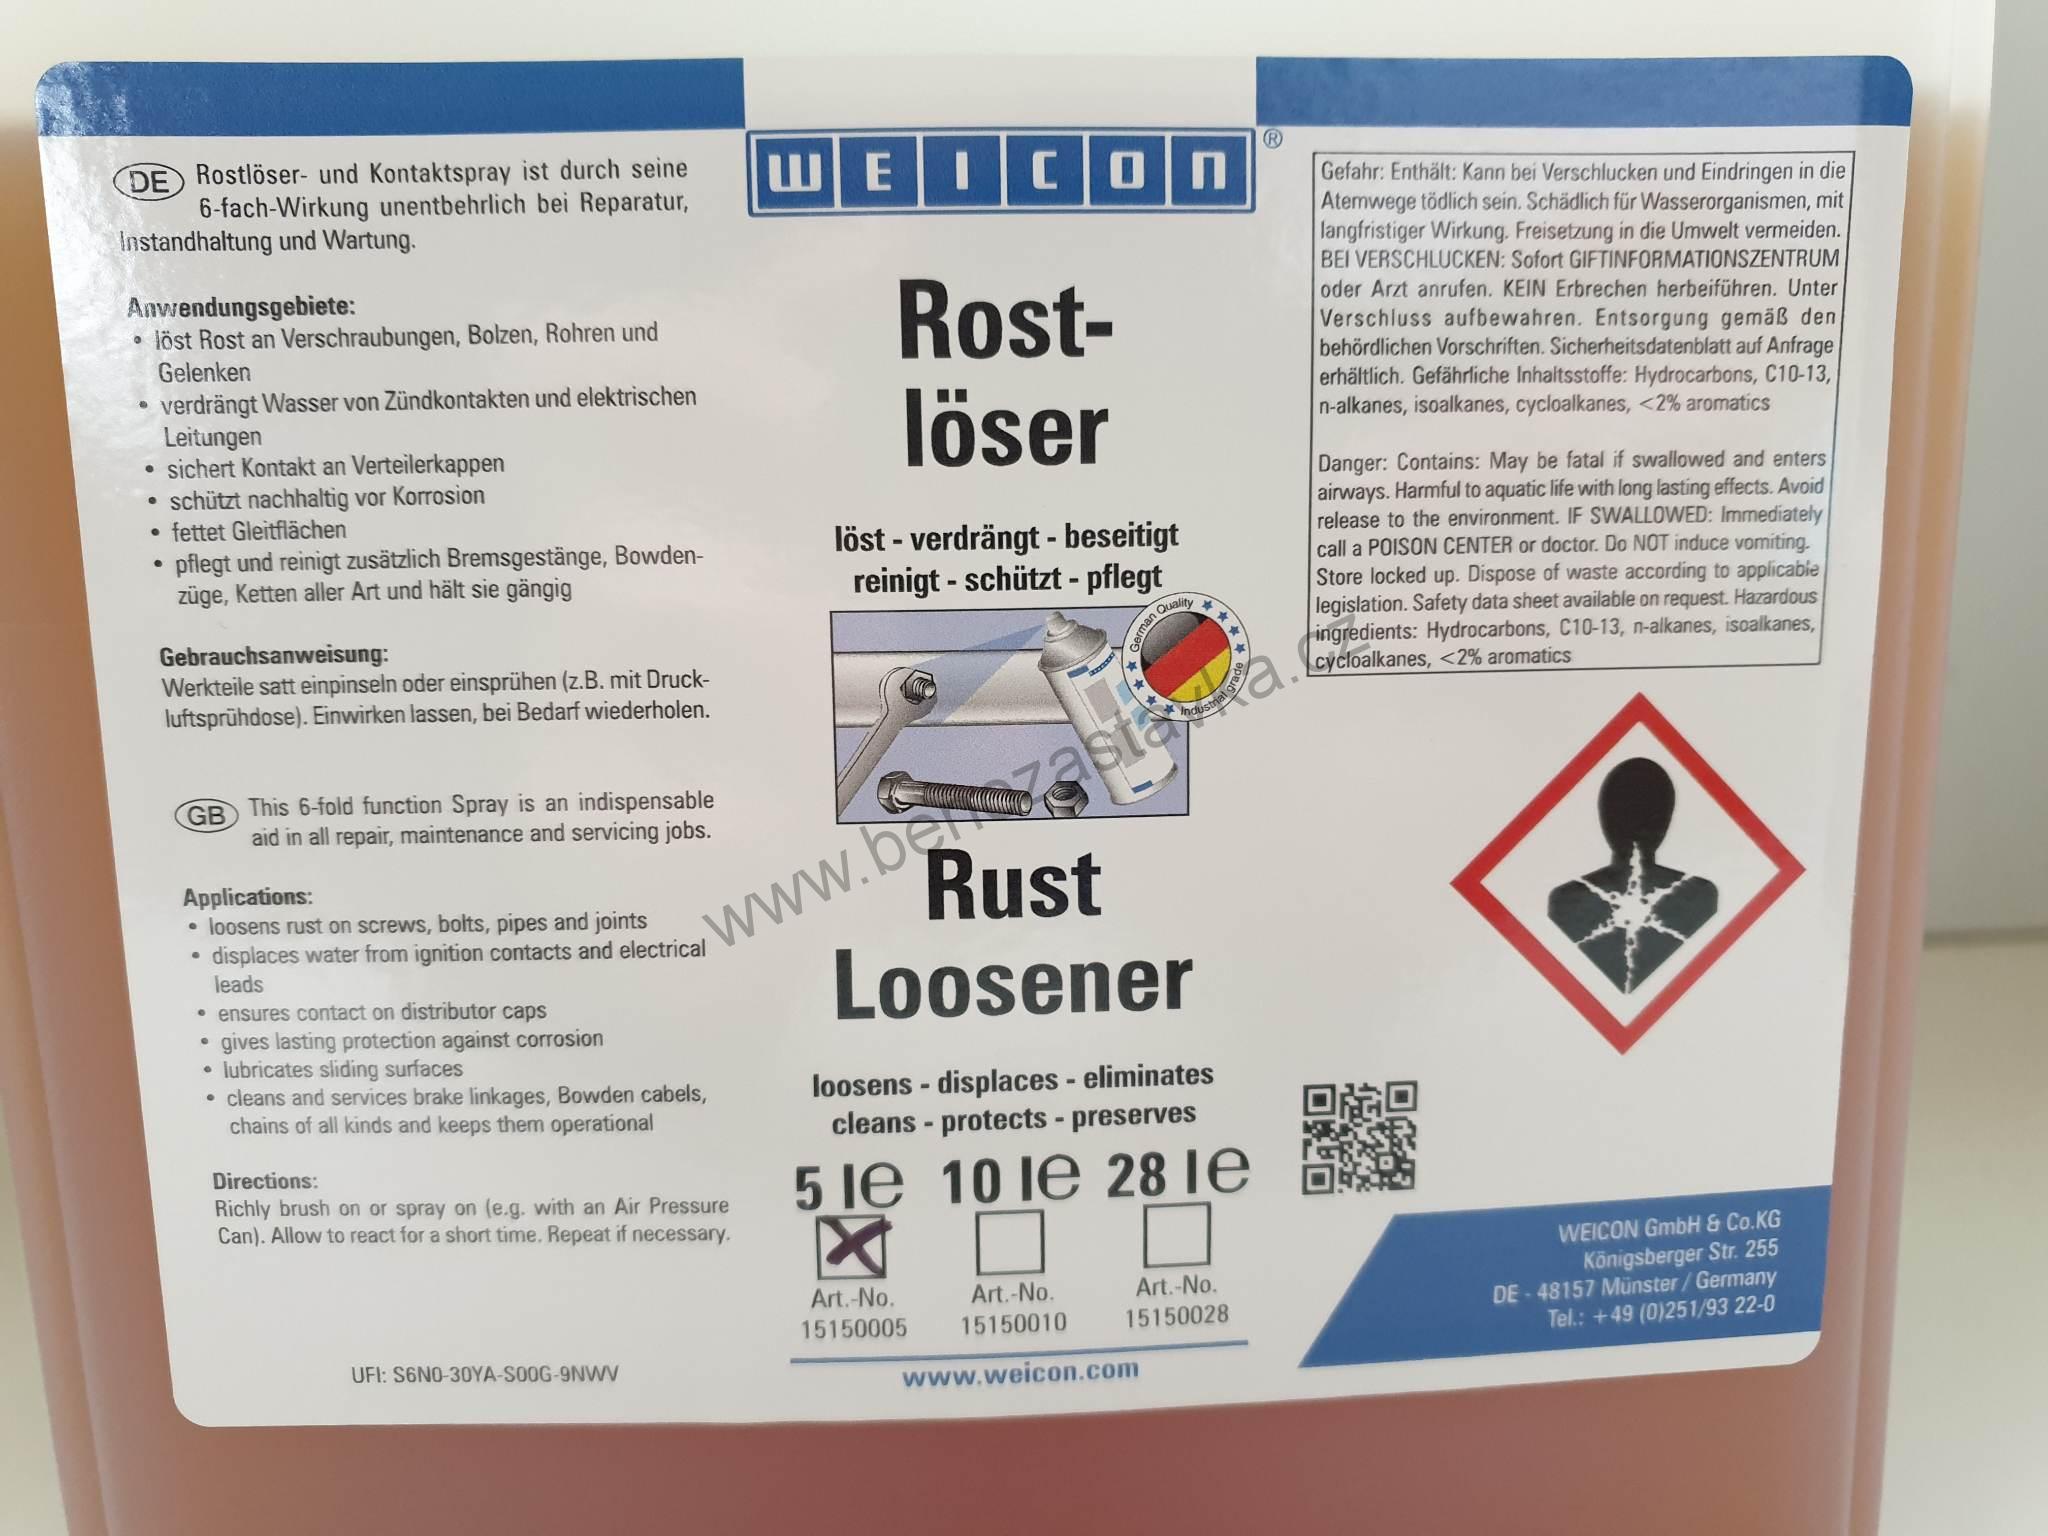 DE Rostlöser- und Kontaktspray ist durch seine
6-fach-Wirkung unentbehrlich bei Reparatur,
Instandhaltung und Wartung.
Anwendungsgebiete:
• löst Rost an Verschraubungen, Bolzen, Rohren und
Gelenken
• verdrängt Wasser von Zündkontakten und elektrischen
Leitungen
• sichert Kontakt an Verteilerkappen
• schützt nachhaltig vor Korrosion
• fettet Gleitflächen
• pflegt und reinigt zusätzlich Bremsgestänge, Bowden-
züge, Ketten aller Art und hält sie gängig
Gebrauchsanweisung:
Werkteile satt einpinseln oder einsprühen (z.B. mit Druck-
luftsprühdose). Einwirken lassen, bei Bedarf wiederholen.
GB This 6-fold function Spray is an indispensable
aid in all repair, maintenance and servicing jobs.
Applications:
• loosens rust on screws, bolts, pipes and joints
• displaces water from ignition contacts and electrical
leads
• ensures contact on distributor caps
• gives lasting protection against corrosion
• lubricates sliding surfaces
• cleans and services brake linkages, Bowden cabels,
chains of all kinds and keeps them operational
Directions:
Richly brush on or spray on (e.g. with an Air Pressure
Can). Allow to react for a short time. Repeat if necessary.
UFI: S6N0-30YA-S00G-9NWV
WEICON®
Rost-
löser
löst - verdrängt - beseitigt
reinigt - schützt - pflegt
German Quality
Industrial grade
www.benzastavka.cz
Rust
Loosener
loosens - displaces - eliminates
cleans - protects - preserves
5 l℮ 10 l℮ 28 l℮
Art.-No. Art.-No. Art.-No.
15150005 15150010 15150028
www.weicon.com
Gefahr: Enthält: Kann bei Verschlucken und Eindringen in die
Atemwege tödlich sein. Schädlich für Wasserorganismen, mit
langfristiger Wirkung. Freisetzung in die Umwelt vermeiden.
BEI VERSCHLUCKEN: Sofort GIFTINFORMATIONSZENTRUM
oder Arzt anrufen. KEIN Erbrechen herbeiführen. Unter
Verschluss aufbewahren. Entsorgung gemäß den
behördlichen Vorschriften. Sicherheitsdatenblatt auf Anfrage
erhältlich. Gefährliche Inhaltsstoffe: Hydrocarbons, C10-13,
n-alkanes, isoalkanes, cycloalkanes, <2% aromatics
Danger: Contains: May be fatal if swallowed and enters
airways. Harmful to aquatic life with long lasting effects. Avoid
release to the environment. IF SWALLOWED: Immediately
call a POISON CENTER or doctor. Do NOT induce vomiting.
Store locked up. Dispose of waste according to applicable
legislation. Safety data sheet available on request. Hazardous
ingredients: Hydrocarbons, C10-13, n-alkanes, isoalkanes,
cycloalkanes, <2% aromatics
WEICON GmbH & Co.KG
Königsberger Str. 255
DE - 48157 Münster / Germany
Tel.: +49 (0)251/93 22-0